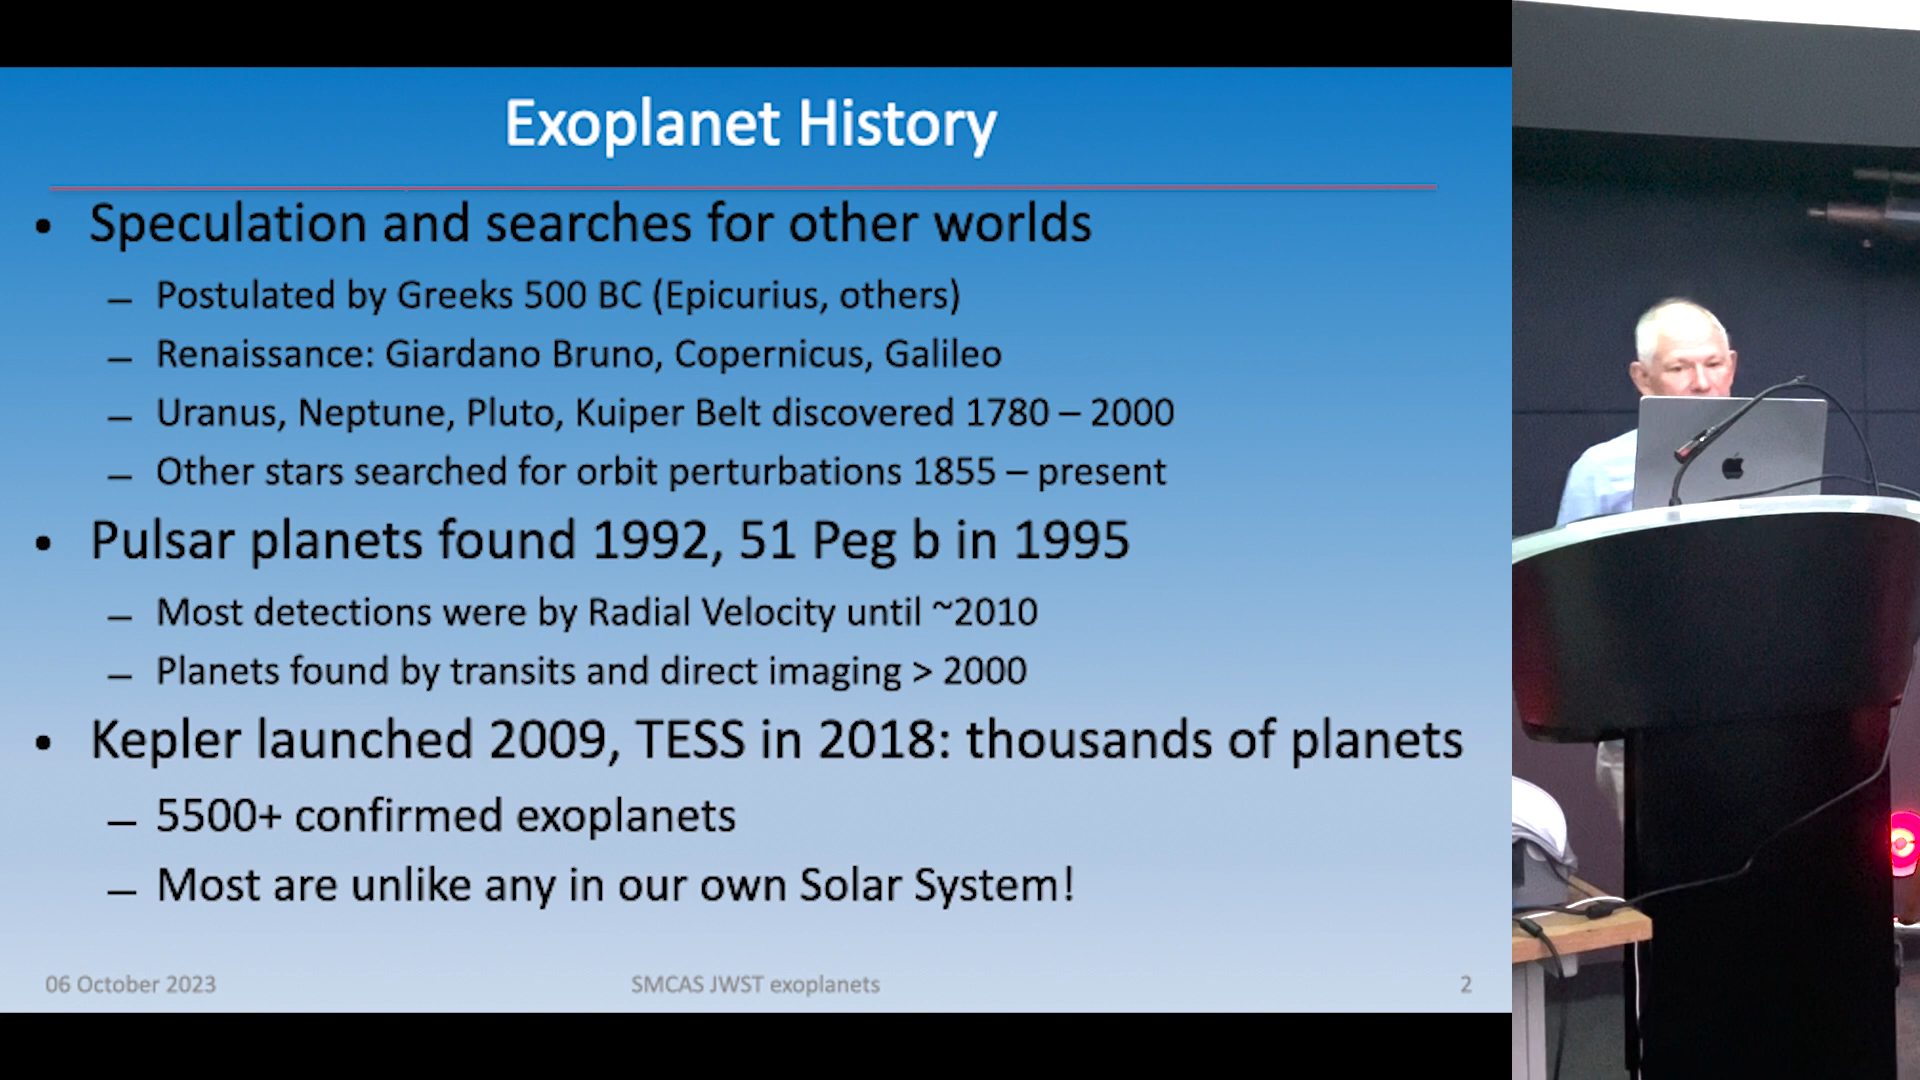 Exoplanet History
• Speculation and searches for other worlds
– Postulated by Greeks 500 BC (Epicurius, others)
– Renaissance: Giardano Bruno, Copernicus, Galileo
– Uranus, Neptune, Pluto, Kuiper Belt discovered 1780 – 2000
– Other stars searched for orbit perturbations 1855 – present
• Pulsar planets found 1992, 51 Peg b in 1995
– Most detections were by Radial Velocity until ~2010
– Planets found by transits and direct imaging > 2000
• Kepler launched 2009, TESS in 2018: thousands of planets
– 5500+ confirmed exoplanets
– Most are unlike any in our own Solar System!
06 October 2023
SMCAS JWST exoplanets
2